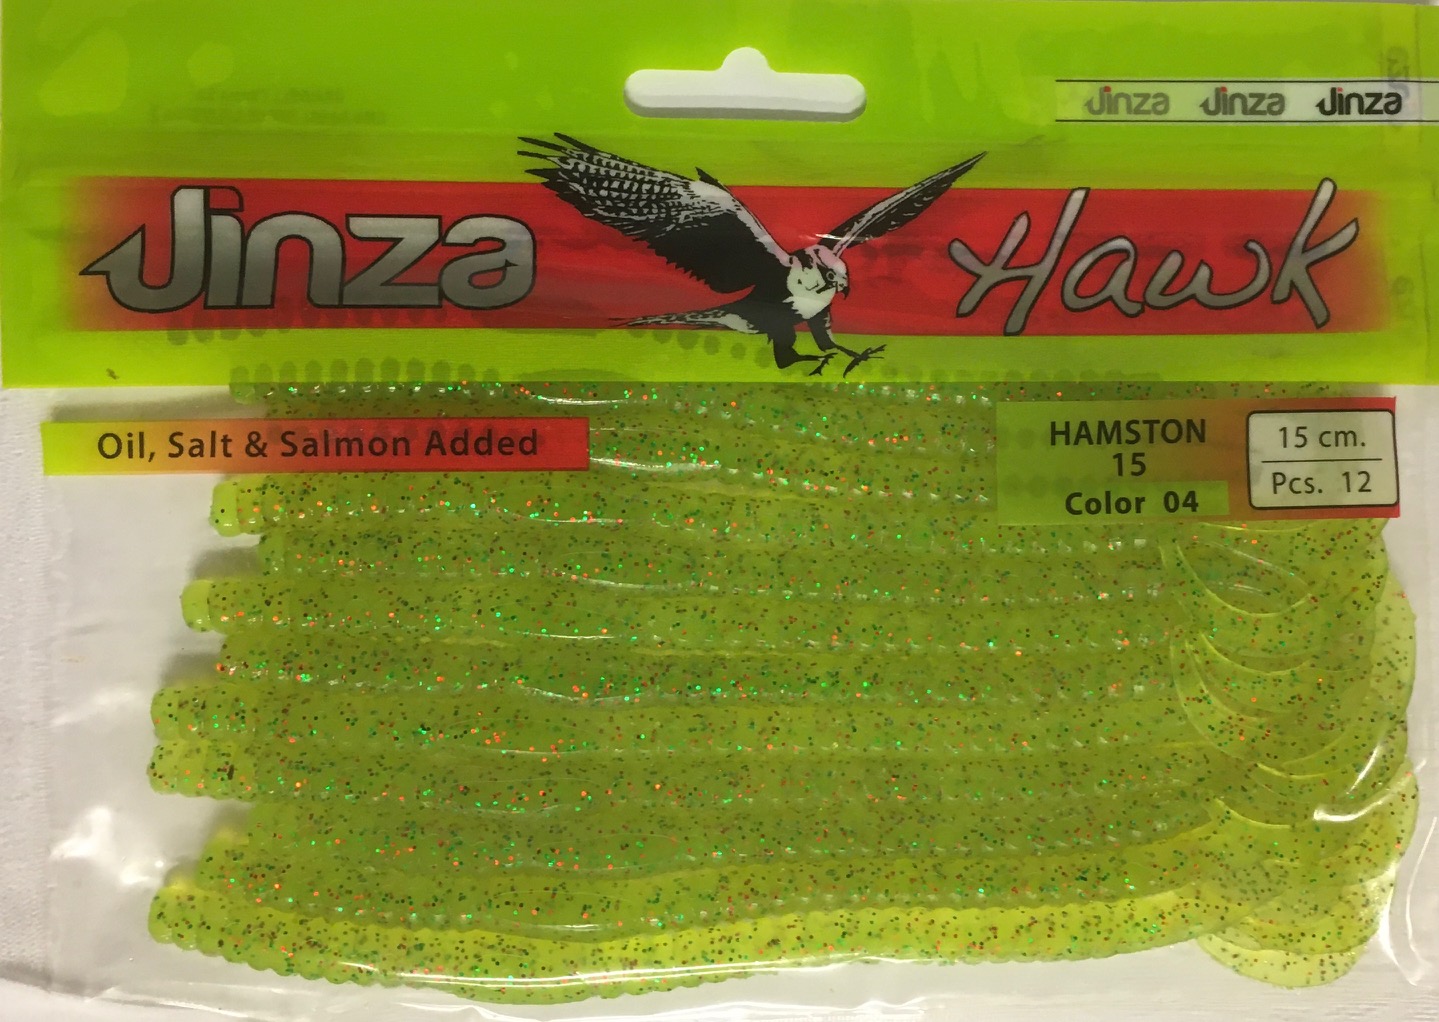 Jinza Jinza Jinza
Jinza Hawk
Oil, Salt & Salmon Added
HAMSTON
15
Color 04
15 cm.
Pcs. 12